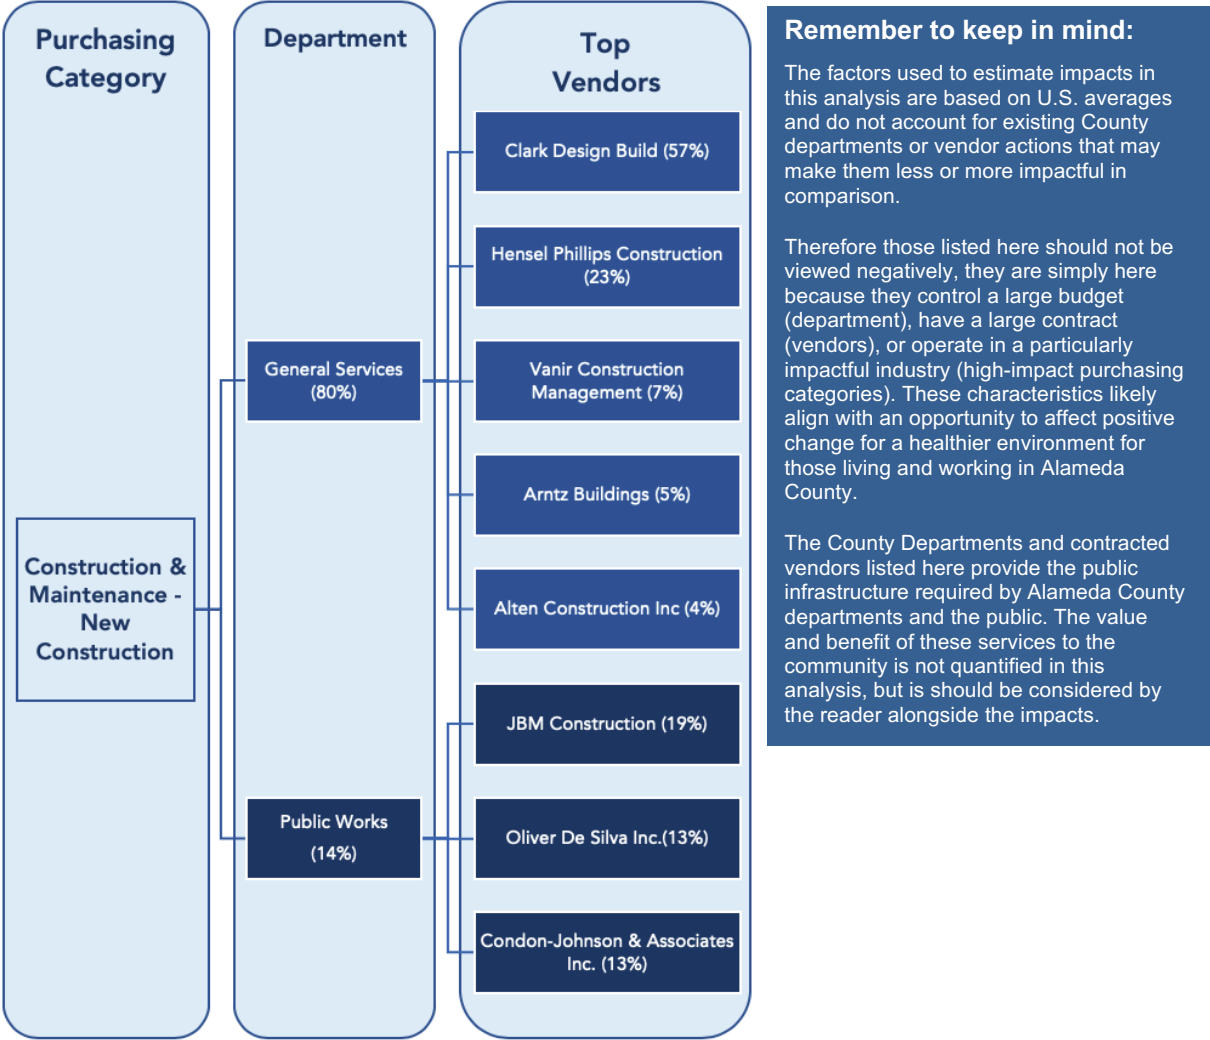 Purchasing
Category
Department
Top
Vendors
Construction &
Maintenance -
New
Construction
General Services
(80%)
Public Works
(14%)
Clark Design Build (57%)
Hensel Phillips Construction
(23%)
Vanir Construction
Management (7%)
Arntz Buildings (5%)
Alten Construction Inc (4%)
JBM Construction (19%)
Oliver De Silva Inc.(13%)
Condon-Johnson & Associates
Inc. (13%)
Remember to keep in mind:
The factors used to estimate impacts in
this analysis are based on U.S. averages
and do not account for existing County
departments or vendor actions that may
make them less or more impactful in
comparison.
Therefore those listed here should not be
viewed negatively, they are simply here
because they control a large budget
(department), have a large contract
(vendors), or operate in a particularly
impactful industry (high-impact purchasing
categories). These characteristics likely
align with an opportunity to affect positive
change for a healthier environment for
those living and working in Alameda
County.
The County Departments and contracted
vendors listed here provide the public
infrastructure required by Alameda County
departments and the public. The value
and benefit of these services to the
community is not quantified in this
analysis, but is should be considered by
the reader alongside the impacts.